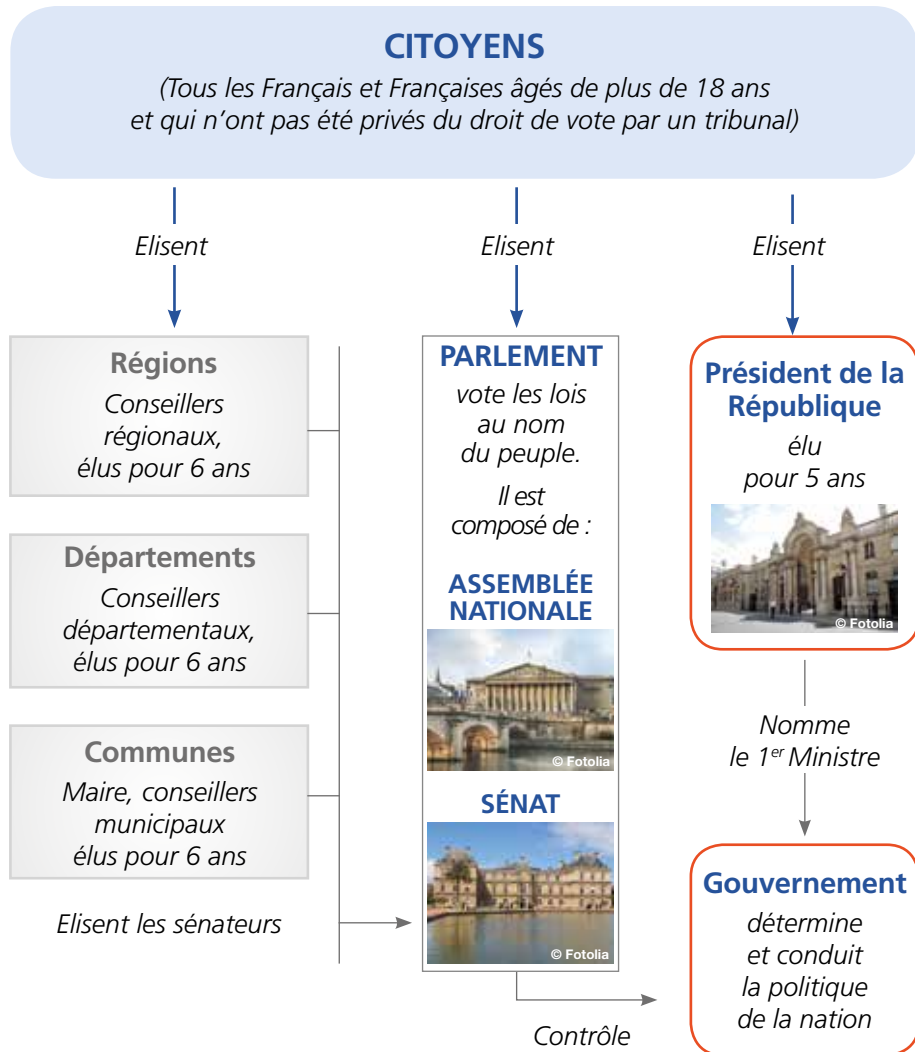 CITOYENS
(Tous les Français et Françaises âgés de plus de 18 ans
et qui n’ont pas été privés du droit de vote par un tribunal)
Elisent
Elisent
Elisent
Régions
Conseillers
régionaux,
élus pour 6 ans
Départements
Conseillers
départementaux,
élus pour 6 ans
Communes
Maire, conseillers
municipaux
élus pour 6 ans
Elisent les sénateurs
PARLEMENT
vote les lois
au nom
du peuple.
Il est
composé de :
ASSEMBLÉE
NATIONALE
© Fotolia
SÉNAT
© Fotolia
Contrôle
Président de la
République
élu
pour 5 ans
© Fotolia
Nomme
le 1er Ministre
Gouvernement
détermine
et conduit
la politique
de la nation